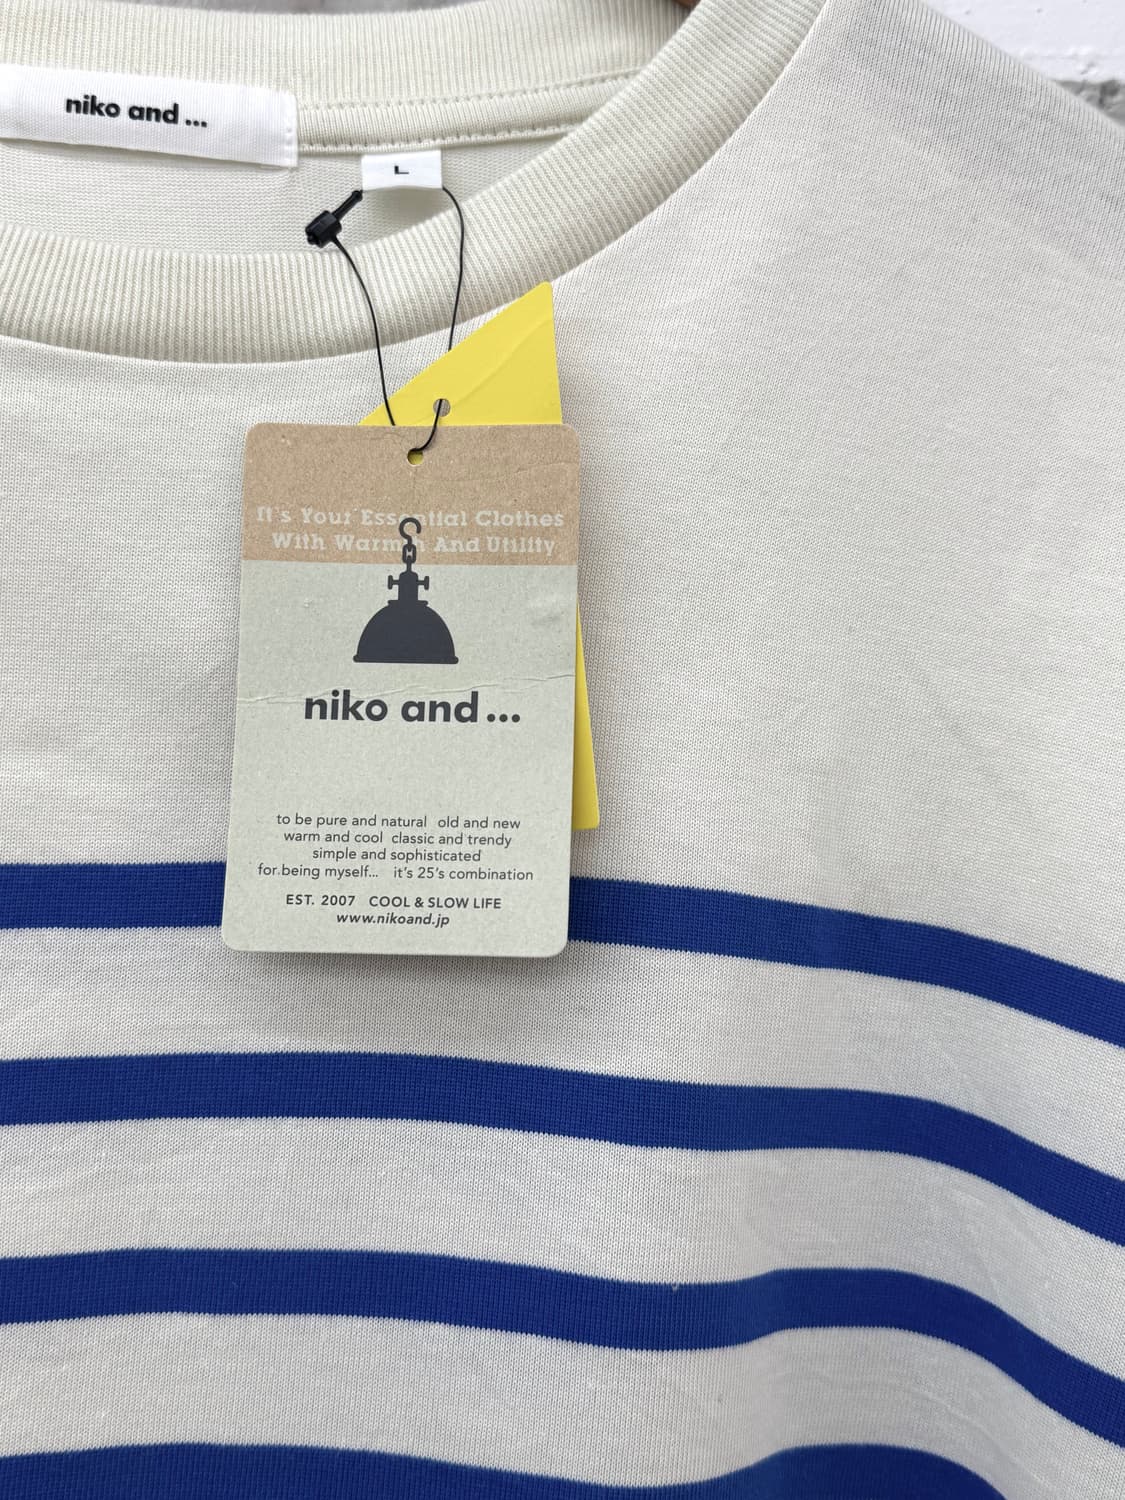 niko and ...
L
It's Your Essential Clothes
With Warmth And Utility
niko and ...
to be pure and natural old and new
warm and cool classic and trendy
simple and sophisticated
for being myself... it's 25's combination
EST. 2007 COOL & SLOW LIFE
www.nikoand.jp